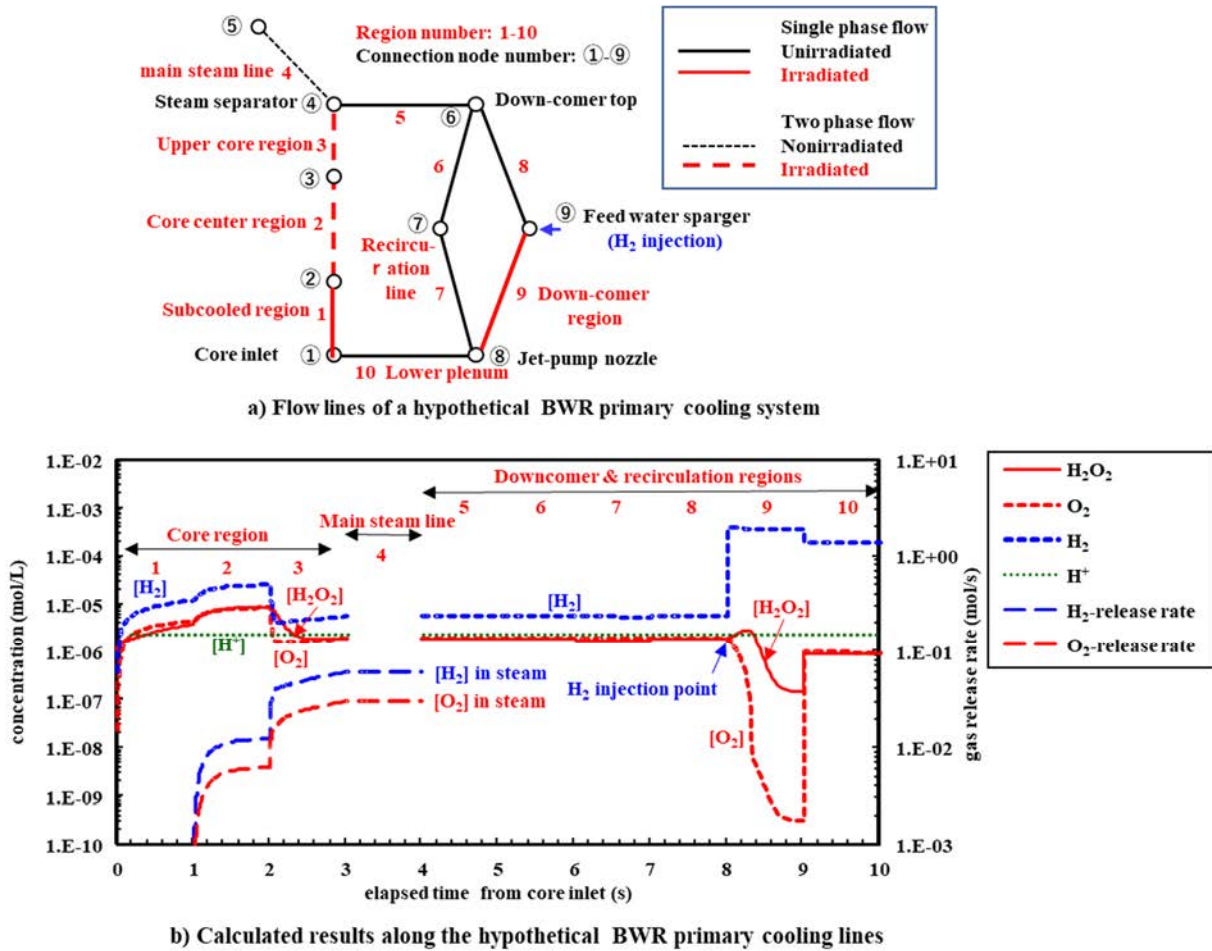 ⑤
Region number: 1-10
Connection node number: ①-⑨
main steam line 4
Steam separator ④
5
⑥
Down-comer top
Upper core region 3
③
6
8
Core center region 2
⑦
⑨ Feed water sparger
(H₂ injection)
②
Recircu-
r ation
line
7
9 Down-comer
region
Subcooled region 1
Core inlet ①
⑧ Jet-pump nozzle
10 Lower plenum
Single phase flow
Unirradiated
Irradiated
Two phase flow
Nonirradiated
Irradiated
a) Flow lines of a hypothetical BWR primary cooling system
concentration (mol/L)
1.E-02
1.E-03
1.E-04
1.E-05
1.E-06
1.E-07
1.E-08
1.E-09
1.E-10
Core region
1 2 3
Main steam line
4
Downcomer & recirculation regions
5 6 7 8 9 10
[H₂]
[H₂O₂]
[H⁺]
[O₂]
[H₂] in steam
[O₂] in steam
[H₂]
H₂ injection point
[H₂O₂]
[O₂]
1.E+01
1.E+00
1.E-01
1.E-02
1.E-03
gas release rate (mol/s)
0 1 2 3 4 5 6 7 8 9 10
elapsed time from core inlet (s)
H₂O₂
O₂
H₂
H⁺
H₂-release rate
O₂-release rate
b) Calculated results along the hypothetical BWR primary cooling lines